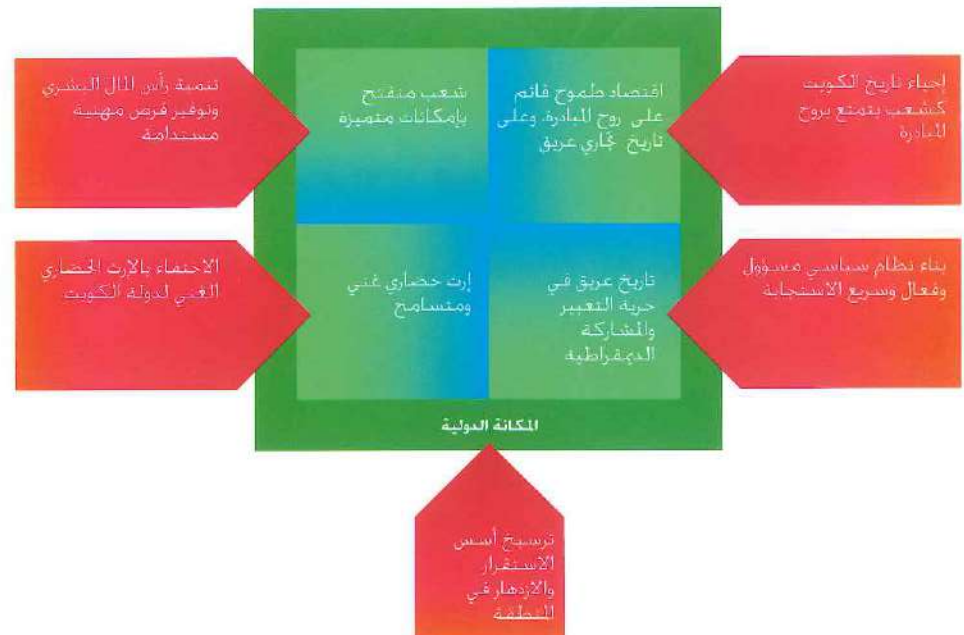 إحياء تاريخ الكويت
كشعب يتمتع بروح
المبادرة
اقتصاد طموح قائم
على روح المبادرة، وعلى
تاريخ تجاري عريق
شعب منفتح
بإمكانات متميزة
تنمية رأس المال البشري
وتوفير فرص مهنية
مستدامة
بناء نظام سياسي مسؤول
وفعال وسريع الاستجابة
تاريخ عريق في
حرية التعبير
والمشاركة
الديمقراطية
إرث حضاري غني
ومتسامح
الاحتفاء بالإرث الحضاري
الغني لدولة الكويت
المكانة الدولية
ترسيخ أسس
الاستقرار
والازدهار في
المنطقة